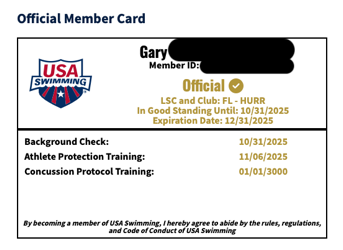 Official Member Card
Gary
Member ID:
USA
SWIMMING
Official
LSC and Club: FL - HURR
In Good Standing Until: 10/31/2025
Expiration Date: 12/31/2025
Background Check: 10/31/2025
Athlete Protection Training: 11/06/2025
Concussion Protocol Training: 01/01/3000
By becoming a member of USA Swimming, I hereby agree to abide by the rules, regulations,
and Code of Conduct of USA Swimming